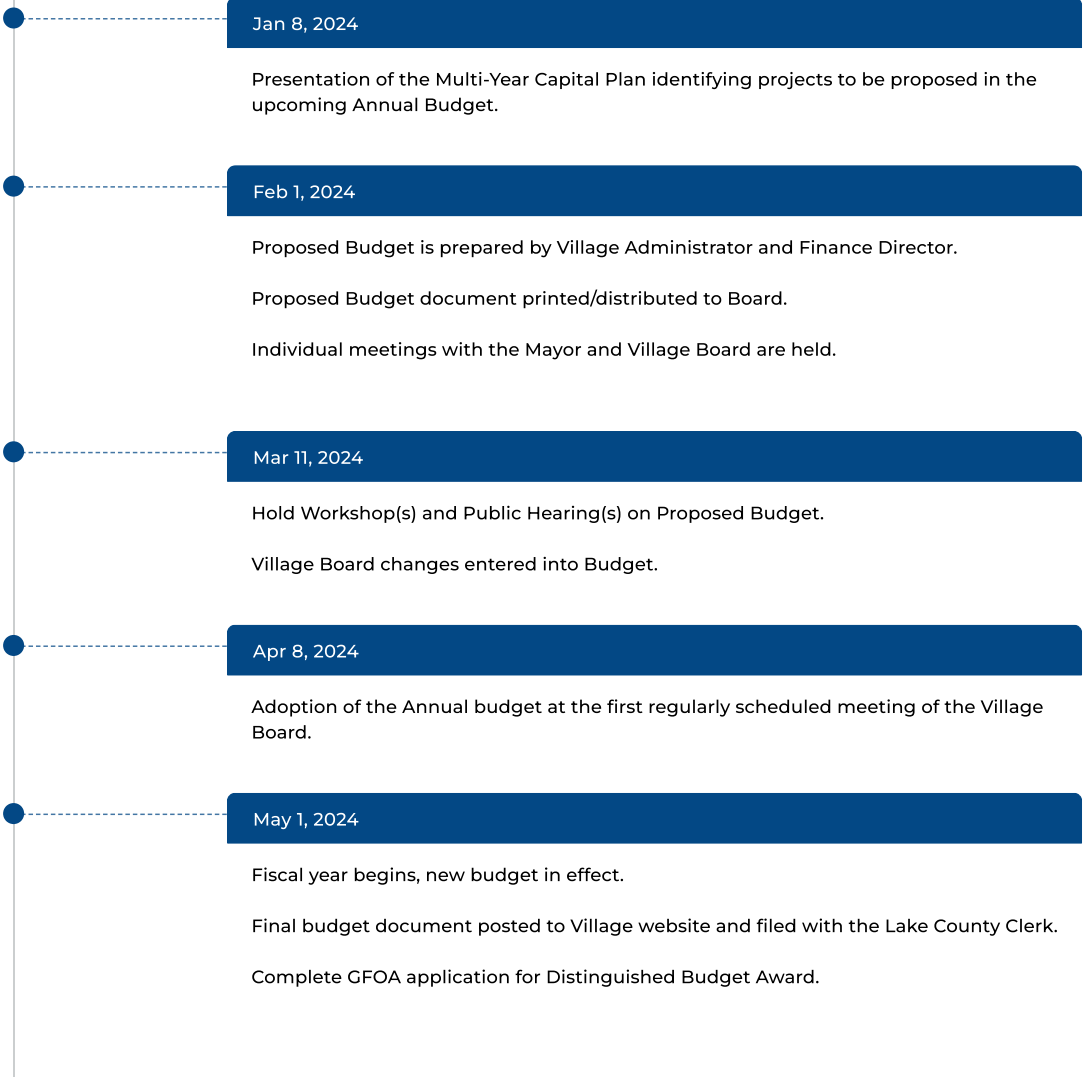 Jan 8, 2024
Presentation of the Multi-Year Capital Plan identifying projects to be proposed in the
upcoming Annual Budget.
Feb 1, 2024
Proposed Budget is prepared by Village Administrator and Finance Director.
Proposed Budget document printed/distributed to Board.
Individual meetings with the Mayor and Village Board are held.
Mar 11, 2024
Hold Workshop(s) and Public Hearing(s) on Proposed Budget.
Village Board changes entered into Budget.
Apr 8, 2024
Adoption of the Annual budget at the first regularly scheduled meeting of the Village
Board.
May 1, 2024
Fiscal year begins, new budget in effect.
Final budget document posted to Village website and filed with the Lake County Clerk.
Complete GFOA application for Distinguished Budget Award.